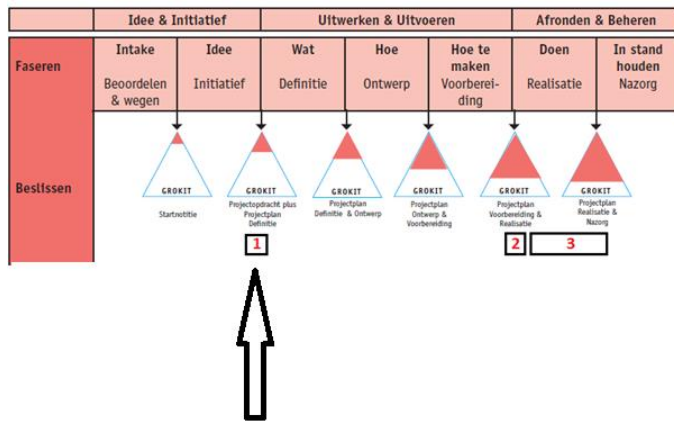 Idee & Initiatief Uitwerken & Uitvoeren Afronden & Beheren
Faseren
Intake
Beoordelen
& wegen
Idee
Initiatief
Wat
Definitie
Hoe
Ontwerp
Hoe te
maken
Voorberei-
ding
Doen
Realisatie
In stand
houden
Nazorg
Beslissen
GROKIT
Startnotitie
GROKIT
Projectopdracht plus
Projectplan
Definitie
GROKIT
Projectplan
Definitie & Ontwerp
GROKIT
Projectplan
Ontwerp &
Voorbereiding
GROKIT
Projectplan
Voorbereiding &
Realisatie
GROKIT
Projectplan
Realisatie &
Nazorg
1
2
3